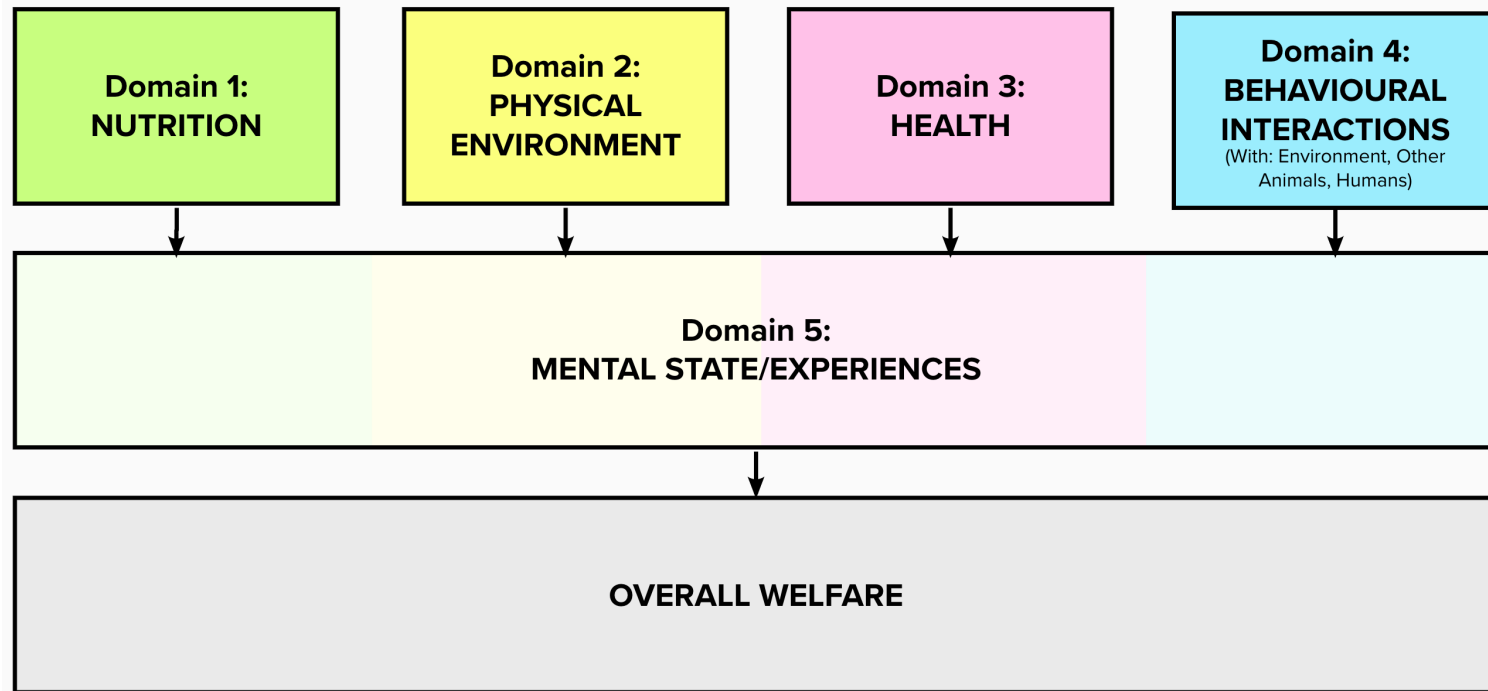 Domain 1:
NUTRITION
Domain 2:
PHYSICAL
ENVIRONMENT
Domain 3:
HEALTH
Domain 4:
BEHAVIOURAL
INTERACTIONS
(With: Environment, Other
Animals, Humans)
Domain 5:
MENTAL STATE/EXPERIENCES
OVERALL WELFARE